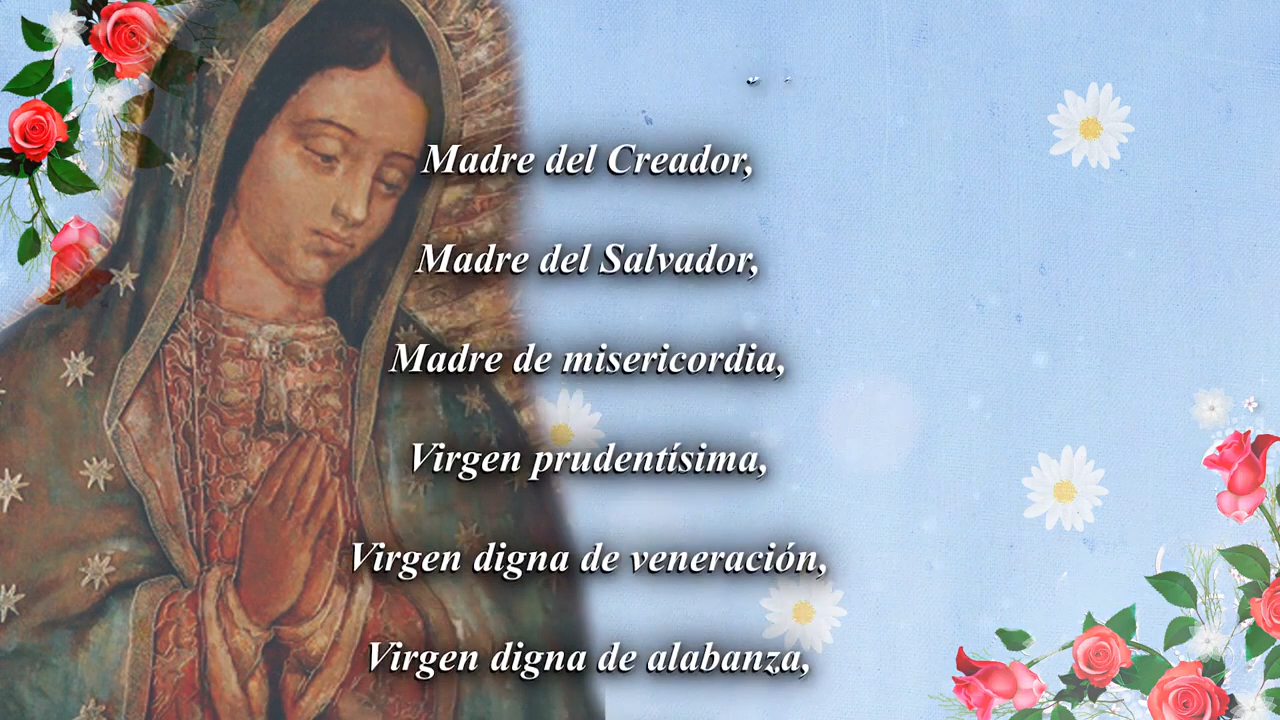 Madre del Creador,
Madre del Salvador,
Madre de misericordia,
Virgen prudentísima,
Virgen digna de veneración,
Virgen digna de alabanza,